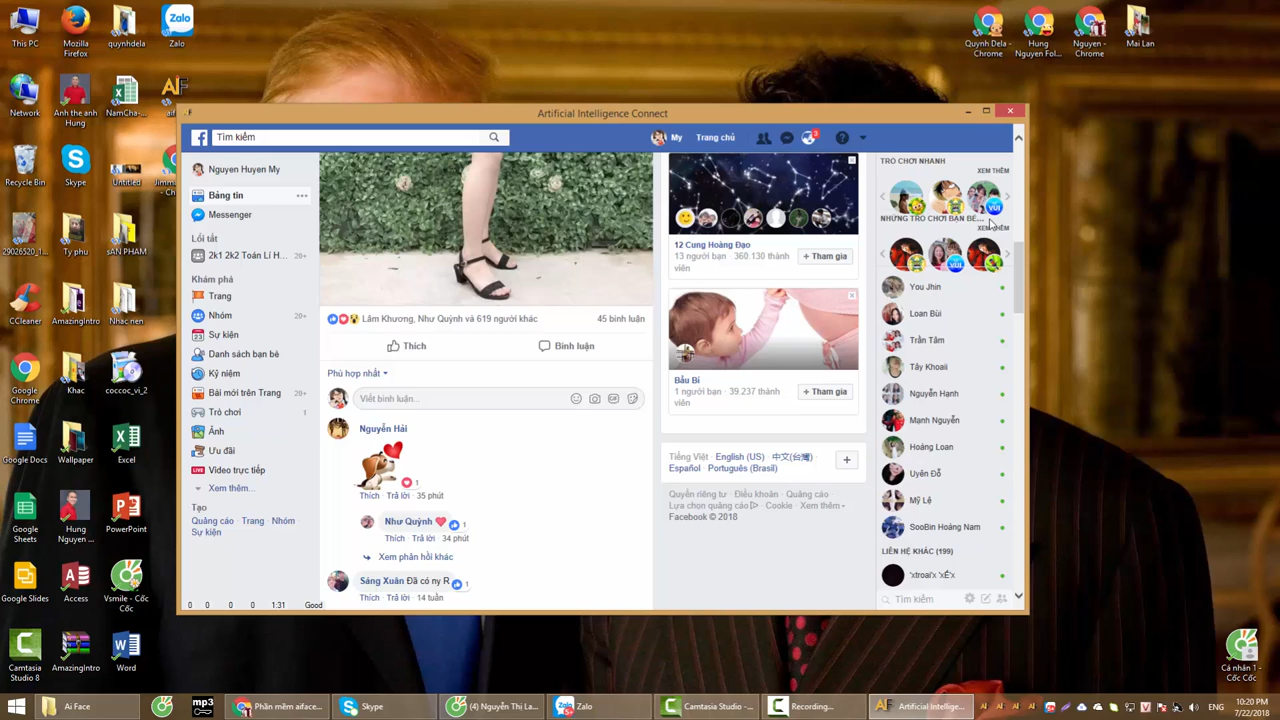 This PC
Mozilla
Firefox
quynhdela
Zalo
Zalo
Quynh Dela -
Chrome
Hung
Nguyen Fol...
Nguyen -
Chrome
Mai Lan
Network
Anh the anh
Hung
NamCha-...
Recycle Bin
Skype
Untitled
29026520_1...
Ty phu
sAN PHAM
CCleaner
AmazingIntro
Nhac nen
Google
Chrome
Khac
coccoc_vi_2
Google Docs
Wallpaper
Excel
Google
Sheets
Hung
Nguyen ...
PowerPoint
Google Slides
Access
Vsmile - Cốc
Cốc
Camtasia
Studio 8
AmazingIntro
Word
Cá nhân 1 -
Cốc Cốc
Artificial Intelligence Connect
Tìm kiếm
My
Trang chủ
3
Nguyen Huyen My
Bảng tin
Messenger
Lối tắt
2k1 2k2 Toán Lí H...
20+
Khám phá
Trang
Nhóm
20+
Sự kiện
Danh sách bạn bè
Kỷ niệm
Bài mới trên Trang
20+
Trò chơi
1
Ảnh
Ưu đãi
Video trực tiếp
Xem thêm...
Tạo
Quảng cáo · Trang · Nhóm ·
Sự kiện
0 0 0 0 1:31 Good
Lâm Khương, Như Quỳnh và 619 người khác
45 bình luận
Thích
Bình luận
Phù hợp nhất
Viết bình luận...
Nguyễn Hải
1
Thích · Trả lời · 35 phút
Như Quỳnh
1
Thích · Trả lời · 34 phút
Xem phản hồi khác
Sáng Xuân Đã có ny R
1
Thích · Trả lời · 14 tuần
12 Cung Hoàng Đạo
13 người bạn · 360.130 thành
viên
+ Tham gia
Bầu Bí
1 người bạn · 39.237 thành
viên
+ Tham gia
Tiếng Việt · English (US) · 中文(台灣) ·
Español · Português (Brasil)
Quyền riêng tư · Điều khoản · Quảng cáo
Lựa chọn quảng cáo · Cookie · Xem thêm
Facebook © 2018
TRÒ CHƠI NHANH
XEM THÊM
VUI
NHỮNG TRÒ CHƠI BẠN BÈ...
XEM THÊM
VUI
You Jhin
Loan Bùi
Trần Tâm
Tây Khoaii
Nguyễn Hạnh
Mạnh Nguyễn
Hoàng Loan
Uyên Đỗ
Mỹ Lệ
SooBin Hoàng Nam
LIÊN HỆ KHÁC (199)
Tìm kiếm
Ai Face
mp3
Phần mềm aiface...
Skype
(4) Nguyễn Thị La...
Zalo
Camtasia Studio -...
Recording...
Artificial Intellige...
ENG
10:20 PM
7/22/2018